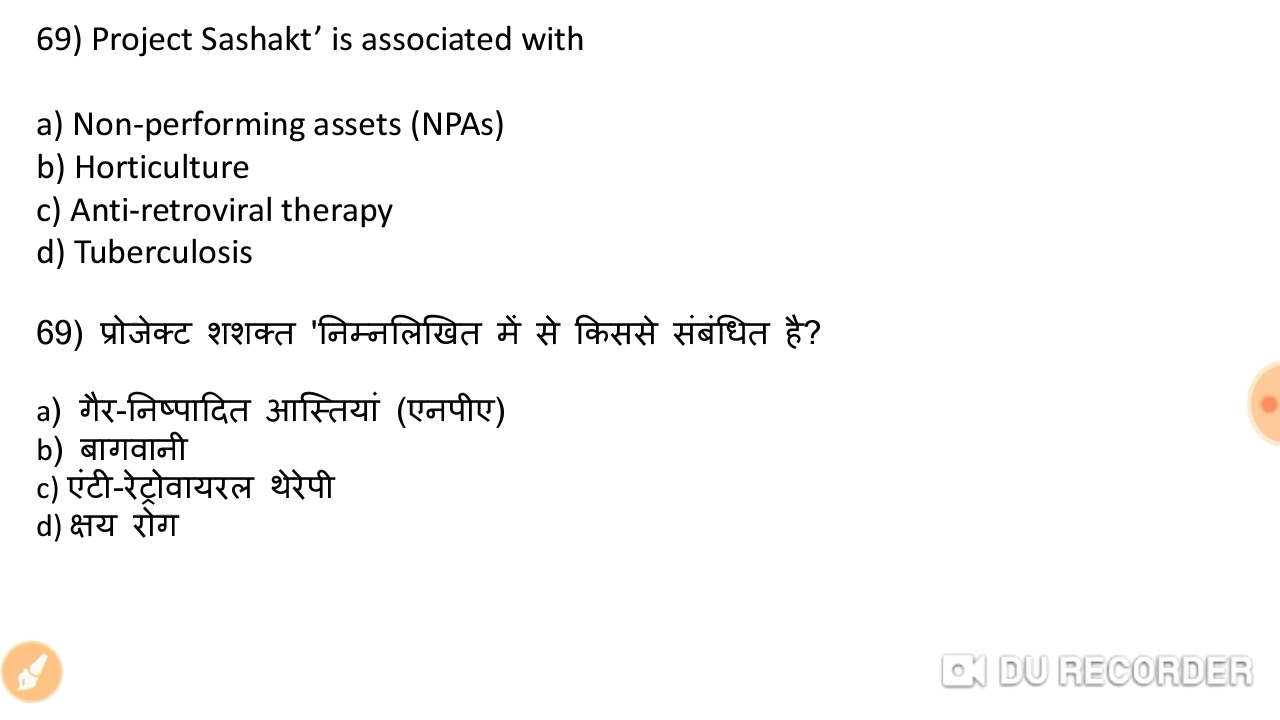 69) Project Sashakt’ is associated with
a) Non-performing assets (NPAs)
b) Horticulture
c) Anti-retroviral therapy
d) Tuberculosis
69) प्रोजेक्ट शशक्त 'निम्नलिखित में से किससे संबंधित है?
a) गैर-निष्पादित आस्तियां (एनपीए)
b) बागवानी
c) एंटी-रेट्रोवायरल थेरेपी
d) क्षय रोग
DU RECORDER